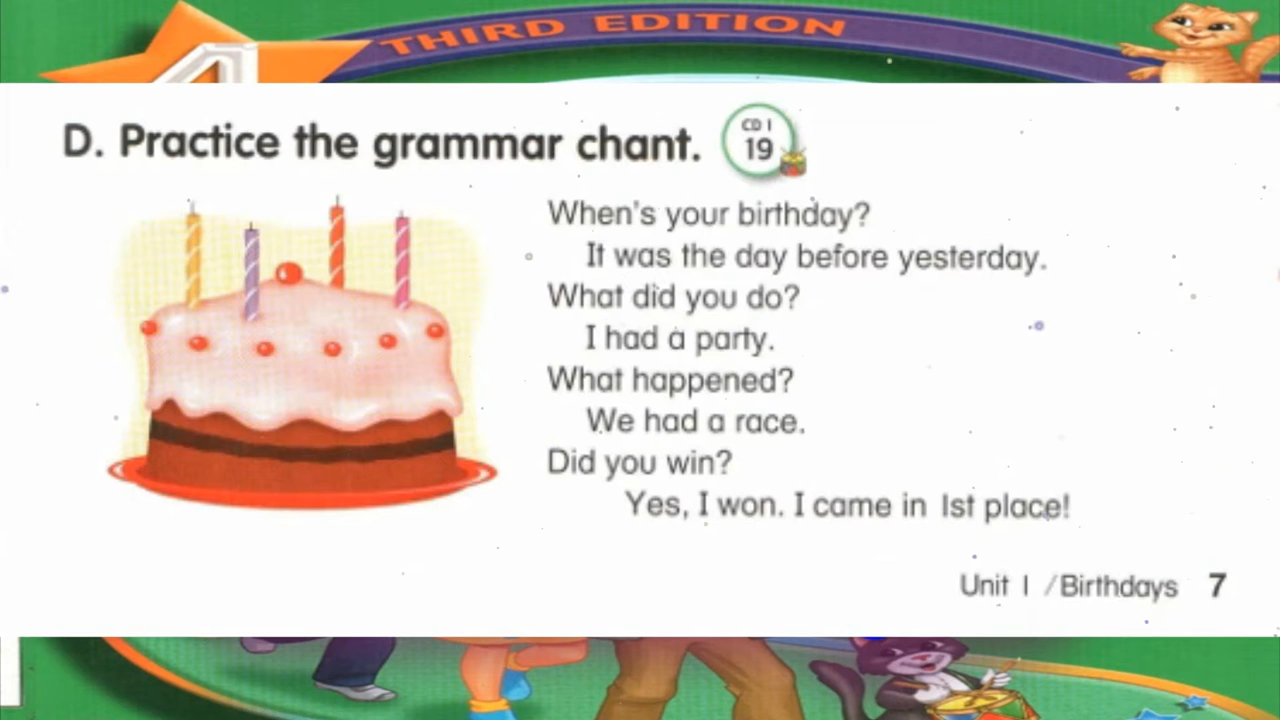 THIRD EDITION
4
D. Practice the grammar chant.
CD 1
19
When's your birthday?
It was the day before yesterday.
What did you do?
I had a party.
What happened?
We had a race.
Did you win?
Yes, I won. I came in 1st place!
Unit 1 /Birthdays 7